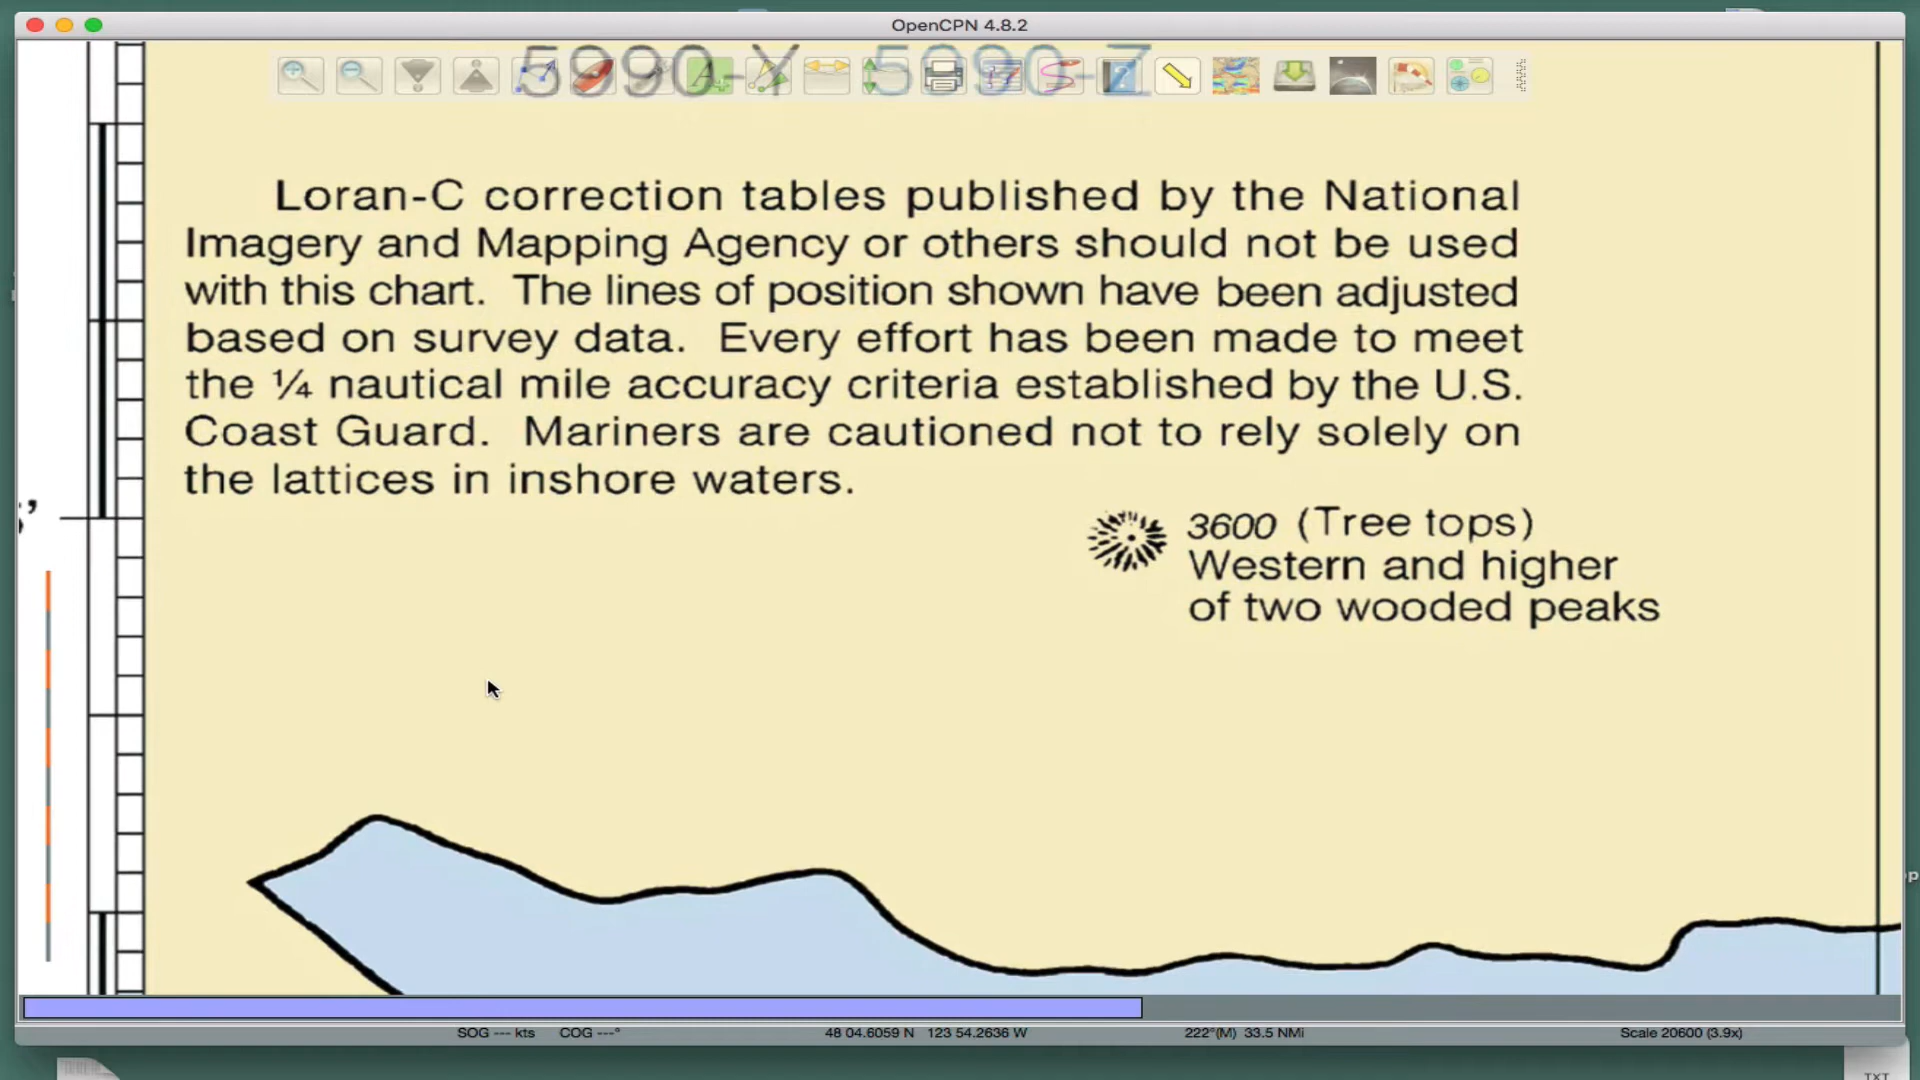 OpenCPN 4.8.2
5990-Y 5990-Z
Loran-C correction tables published by the National
Imagery and Mapping Agency or others should not be used
with this chart. The lines of position shown have been adjusted
based on survey data. Every effort has been made to meet
the ¼ nautical mile accuracy criteria established by the U.S.
Coast Guard. Mariners are cautioned not to rely solely on
the lattices in inshore waters.
3600 (Tree tops)
Western and higher
of two wooded peaks
SOG --- kts COG ---° 48 04.6059 N 123 54.2636 W 222°(M) 33.5 NMi Scale 20600 (3.9x)
TXT